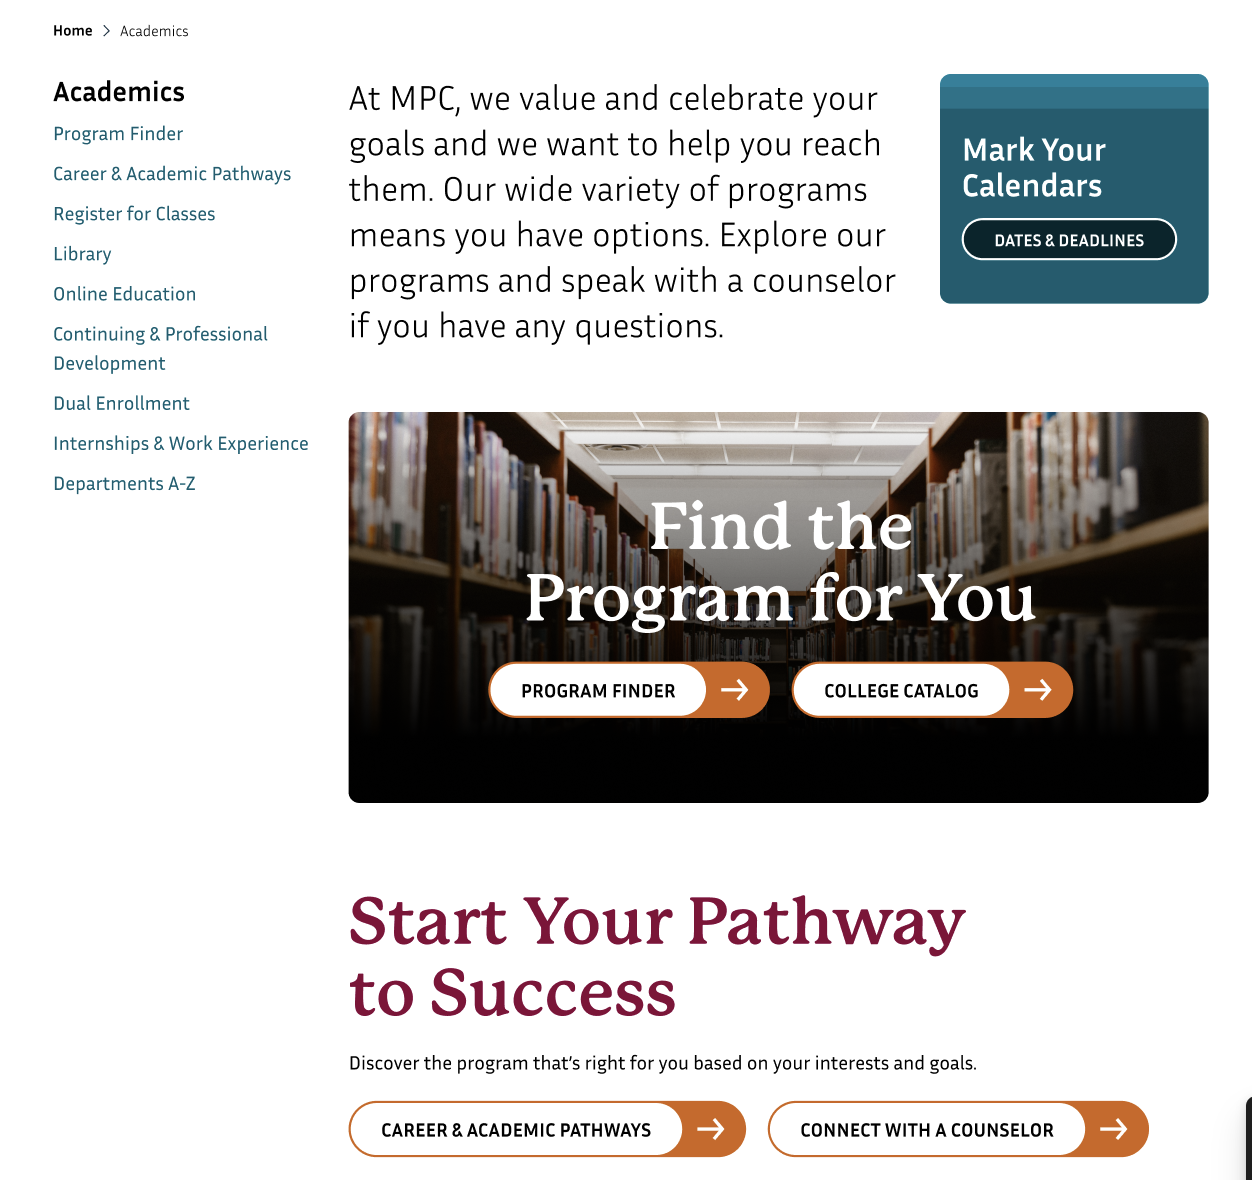 Home > Academics
Academics
Program Finder
Career & Academic Pathways
Register for Classes
Library
Online Education
Continuing & Professional
Development
Dual Enrollment
Internships & Work Experience
Departments A-Z
At MPC, we value and celebrate your
goals and we want to help you reach
them. Our wide variety of programs
means you have options. Explore our
programs and speak with a counselor
if you have any questions.
Mark Your
Calendars
DATES & DEADLINES
Find the
Program for You
PROGRAM FINDER →
COLLEGE CATALOG →
Start Your Pathway
to Success
Discover the program that's right for you based on your interests and goals.
CAREER & ACADEMIC PATHWAYS →
CONNECT WITH A COUNSELOR →